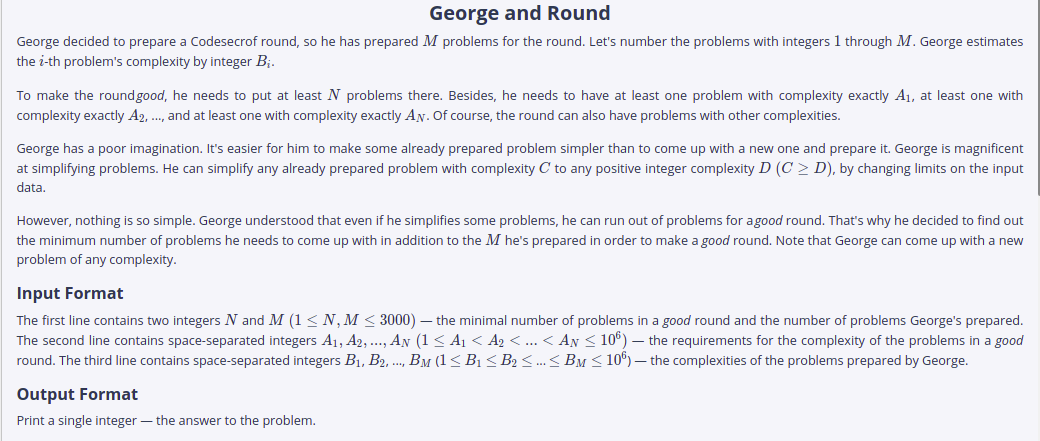 George and Round
George decided to prepare a Codesecrof round, so he has prepared M problems for the round. Let's number the problems with integers 1 through M. George estimates
the i-th problem's complexity by integer B_i.
To make the roundgood, he needs to put at least N problems there. Besides, he needs to have at least one problem with complexity exactly A_1, at least one with
complexity exactly A_2, ..., and at least one with complexity exactly A_N. Of course, the round can also have problems with other complexities.
George has a poor imagination. It's easier for him to make some already prepared problem simpler than to come up with a new one and prepare it. George is magnificent
at simplifying problems. He can simplify any already prepared problem with complexity C to any positive integer complexity D (C ≥ D), by changing limits on the input
data.
However, nothing is so simple. George understood that even if he simplifies some problems, he can run out of problems for agood round. That's why he decided to find out
the minimum number of problems he needs to come up with in addition to the M he's prepared in order to make a good round. Note that George can come up with a new
problem of any complexity.
Input Format
The first line contains two integers N and M (1 ≤ N, M ≤ 3000) — the minimal number of problems in a good round and the number of problems George's prepared.
The second line contains space-separated integers A_1, A_2, ..., A_N (1 ≤ A_1 < A_2 < ... < A_N ≤ 10^6) — the requirements for the complexity of the problems in a good
round. The third line contains space-separated integers B_1, B_2, ..., B_M (1 ≤ B_1 ≤ B_2 ≤ ... ≤ B_M ≤ 10^6) — the complexities of the problems prepared by George.
Output Format
Print a single integer — the answer to the problem.